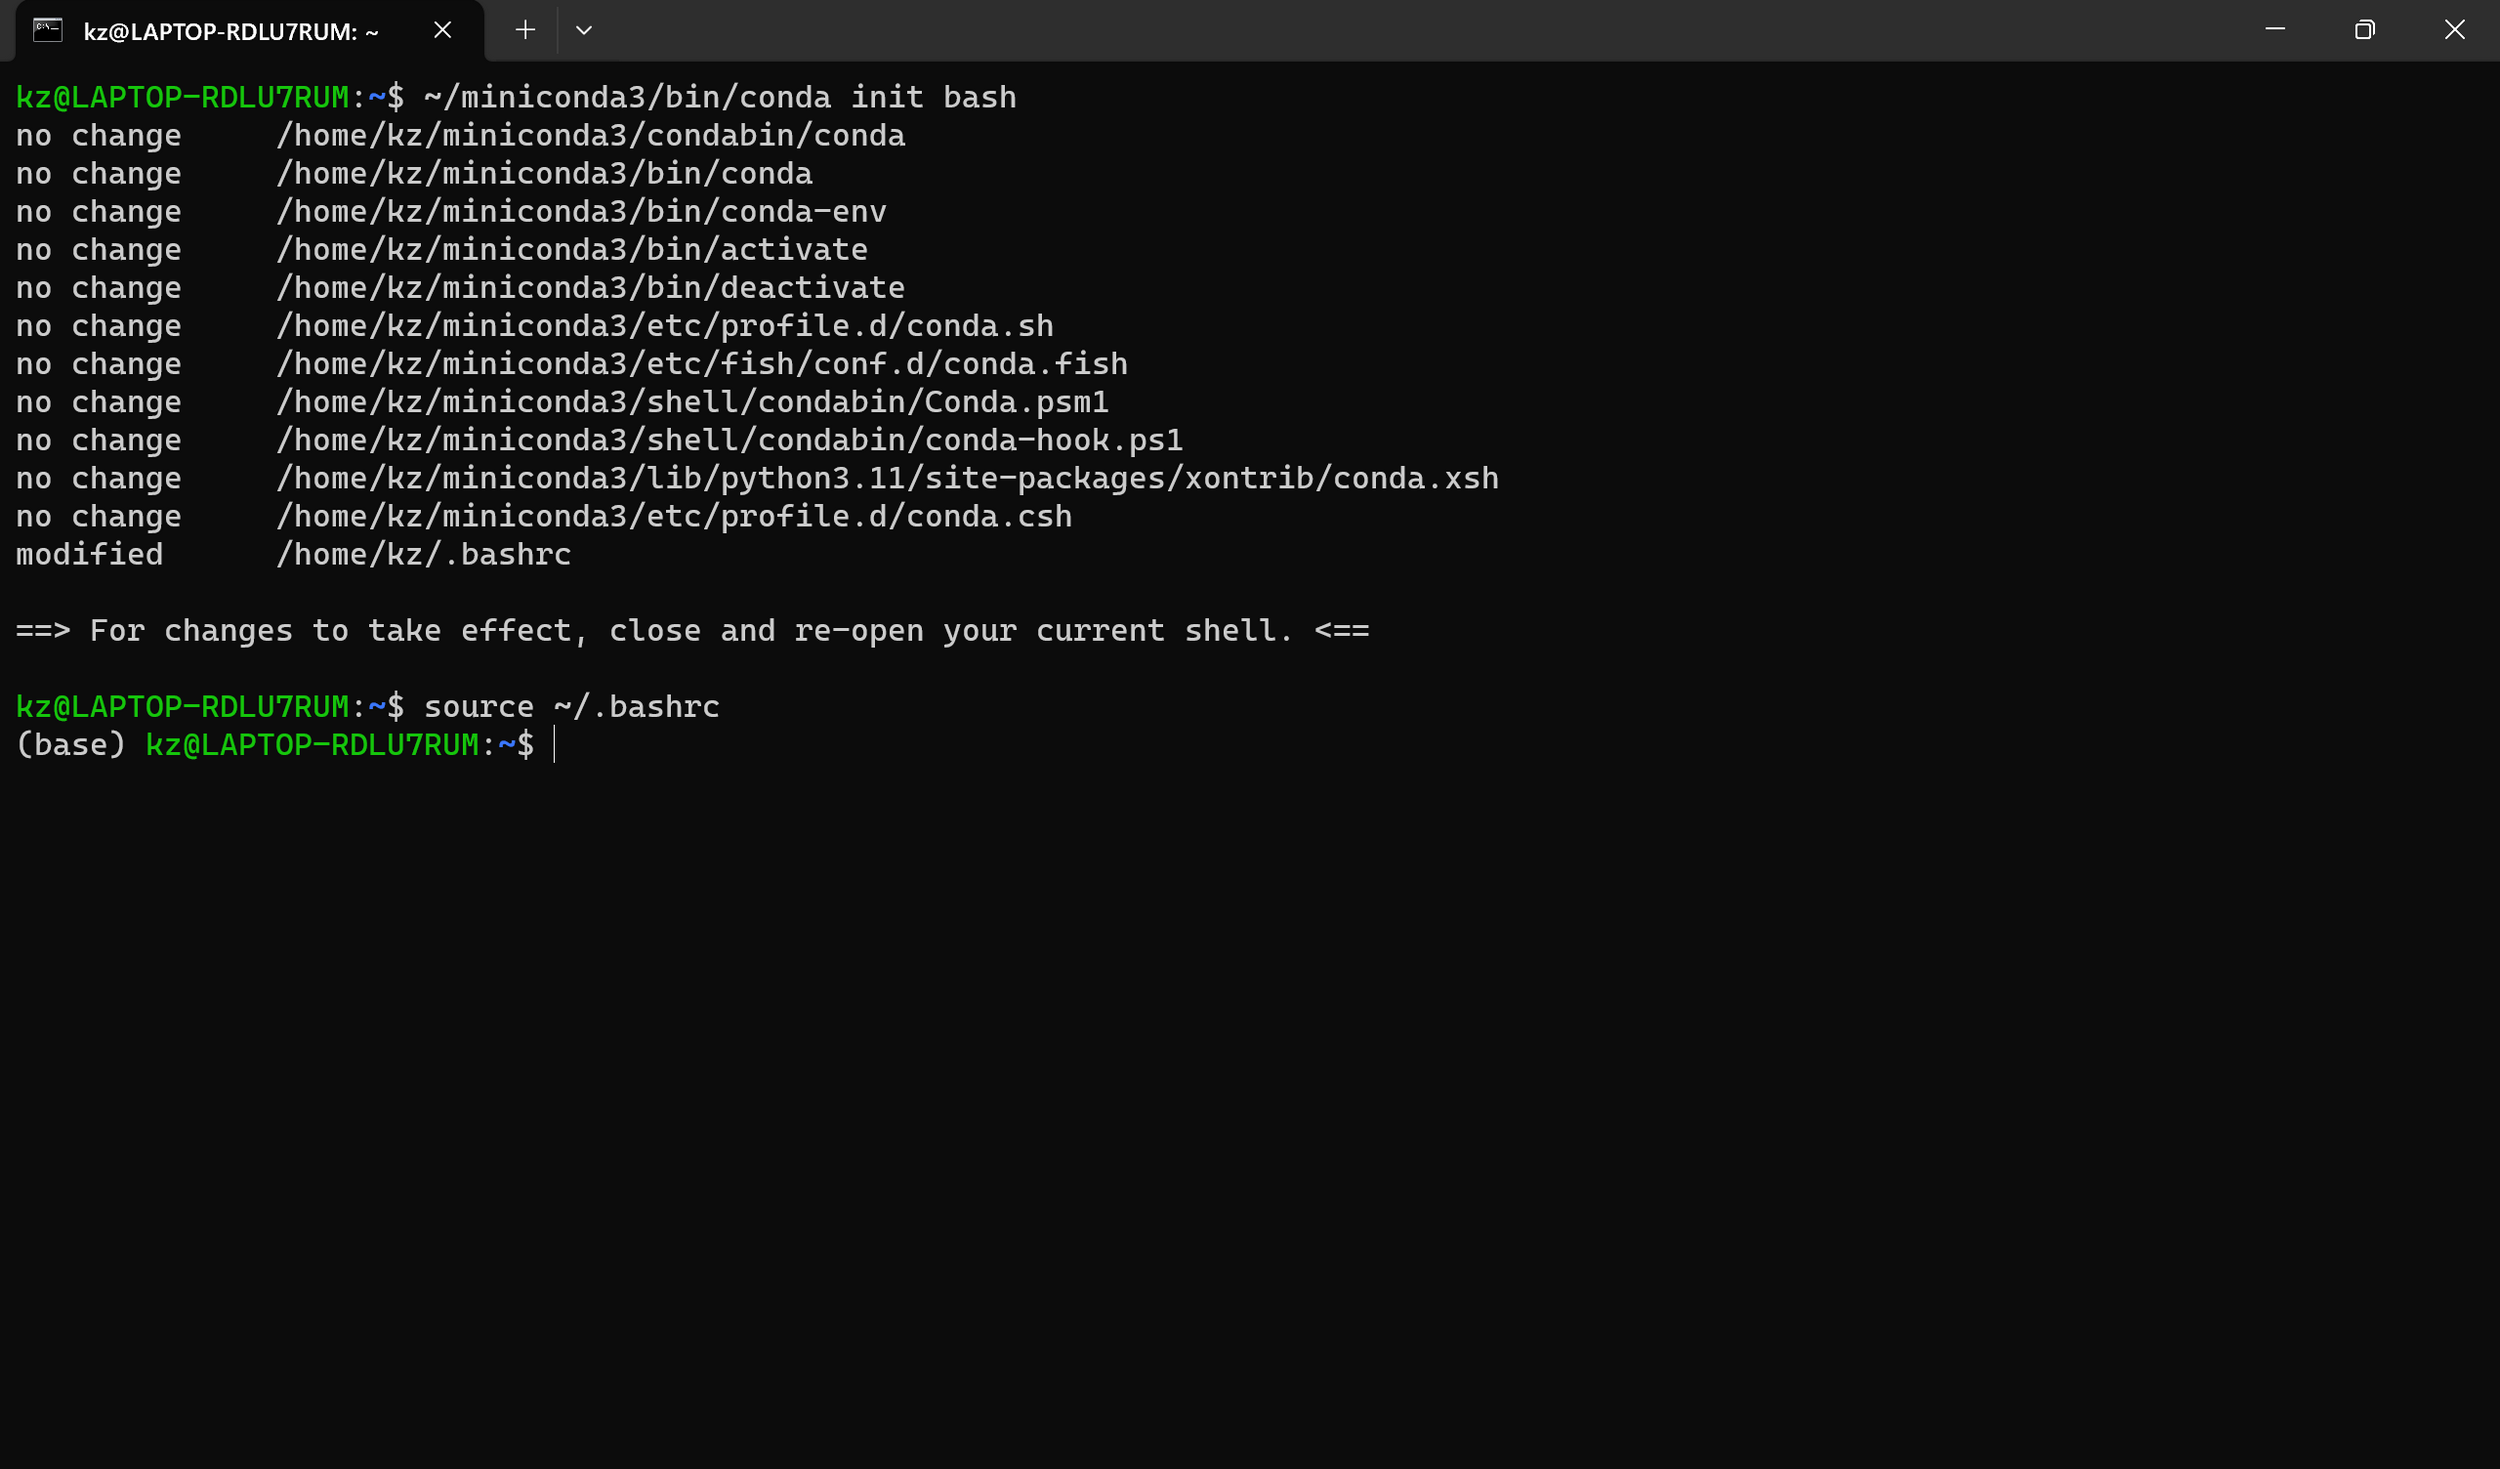 kz@LAPTOP-RDLU7RUM: ~
kz@LAPTOP-RDLU7RUM:~$ ~/miniconda3/bin/conda init bash
no change     /home/kz/miniconda3/condabin/conda
no change     /home/kz/miniconda3/bin/conda
no change     /home/kz/miniconda3/bin/conda-env
no change     /home/kz/miniconda3/bin/activate
no change     /home/kz/miniconda3/bin/deactivate
no change     /home/kz/miniconda3/etc/profile.d/conda.sh
no change     /home/kz/miniconda3/etc/fish/conf.d/conda.fish
no change     /home/kz/miniconda3/shell/condabin/Conda.psm1
no change     /home/kz/miniconda3/shell/condabin/conda-hook.ps1
no change     /home/kz/miniconda3/lib/python3.11/site-packages/xontrib/conda.xsh
no change     /home/kz/miniconda3/etc/profile.d/conda.csh
modified      /home/kz/.bashrc
==> For changes to take effect, close and re-open your current shell. <==
kz@LAPTOP-RDLU7RUM:~$ source ~/.bashrc
(base) kz@LAPTOP-RDLU7RUM:~$